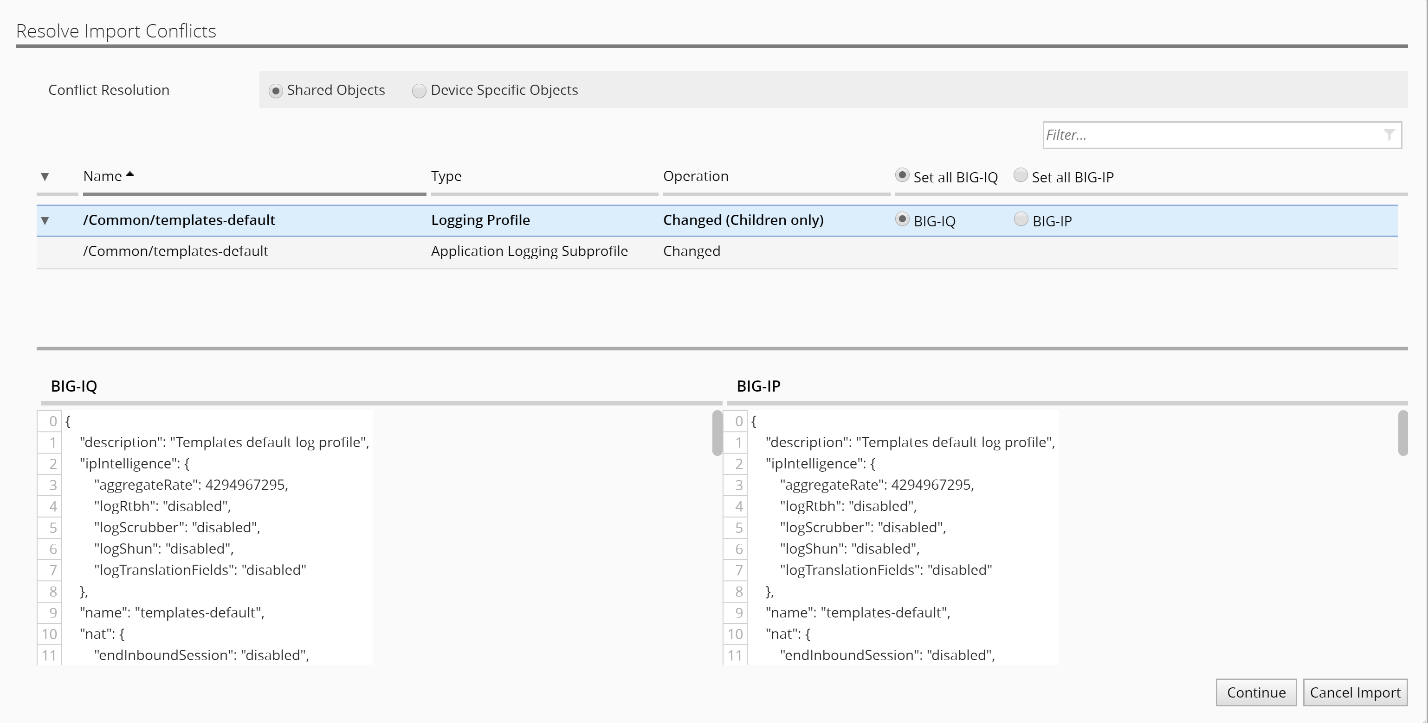 Resolve Import Conflicts
Conflict Resolution Shared Objects Device Specific Objects
Filter...
Name Type Operation Set all BIG-IQ Set all BIG-IP
/Common/templates-default Logging Profile Changed (Children only) BIG-IQ BIG-IP
/Common/templates-default Application Logging Subprofile Changed
BIG-IQ BIG-IP
0 { 0 {
1 "description": "Templates default log profile", 1 "description": "Templates default log profile",
2 "ipIntelligence": { 2 "ipIntelligence": {
3 "aggregateRate": 4294967295, 3 "aggregateRate": 4294967295,
4 "logRtbh": "disabled", 4 "logRtbh": "disabled",
5 "logScrubber": "disabled", 5 "logScrubber": "disabled",
6 "logShun": "disabled", 6 "logShun": "disabled",
7 "logTranslationFields": "disabled" 7 "logTranslationFields": "disabled"
8 }, 8 },
9 "name": "templates-default", 9 "name": "templates-default",
10 "nat": { 10 "nat": {
11 "endInboundSession": "disabled", 11 "endInboundSession": "disabled",
Continue Cancel Import